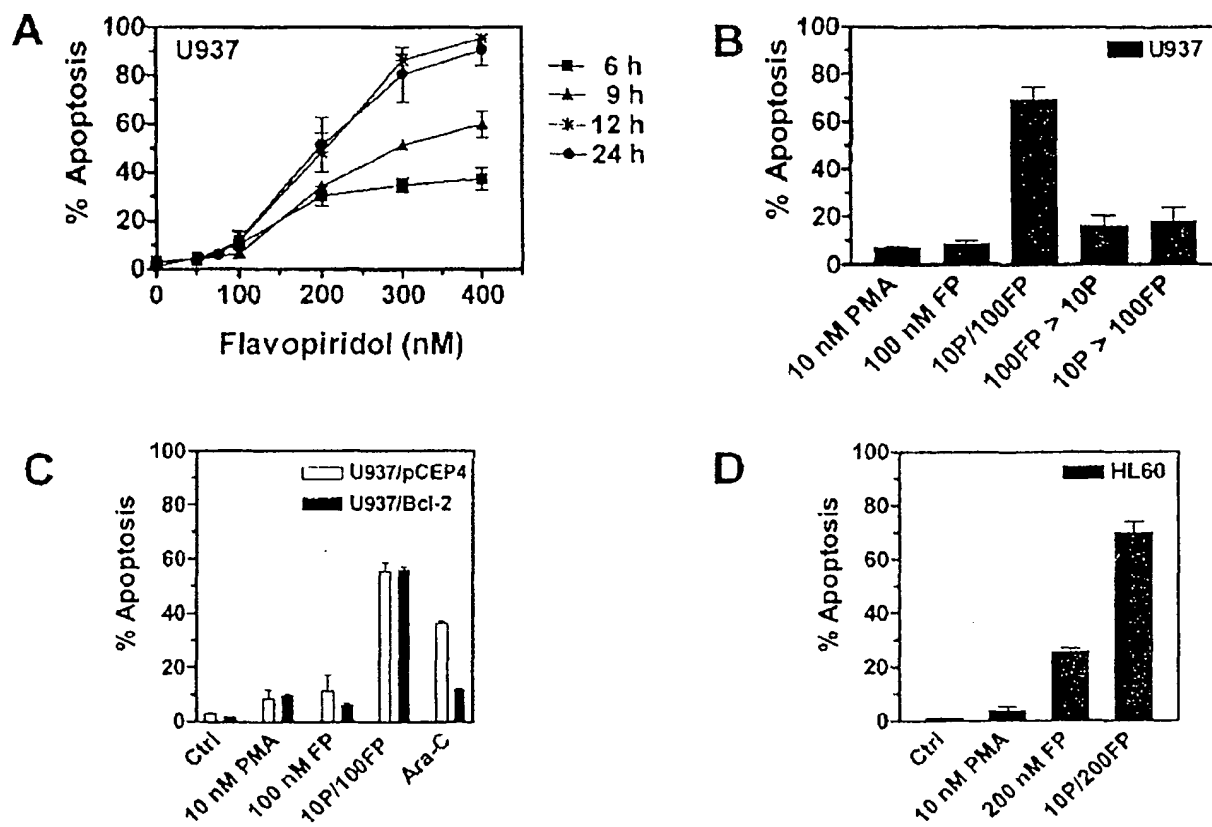 A
U937
% Apoptosis
100
80
60
40
20
0
0
100
200
300
400
Flavopiridol (nM)
6 h
9 h
12 h
24 h
B
U937
% Apoptosis
100
80
60
40
20
0
10 nM PMA
100 nM FP
10P/100FP
100FP > 10P
10P > 100FP
C
U937/pCEP4
U937/Bcl-2
% Apoptosis
100
80
60
40
20
0
Ctrl
10 nM PMA
100 nM FP
10P/100FP
Ara-C
D
HL60
% Apoptosis
100
80
60
40
20
0
Ctrl
10 nM PMA
200 nM FP
10P/200FP